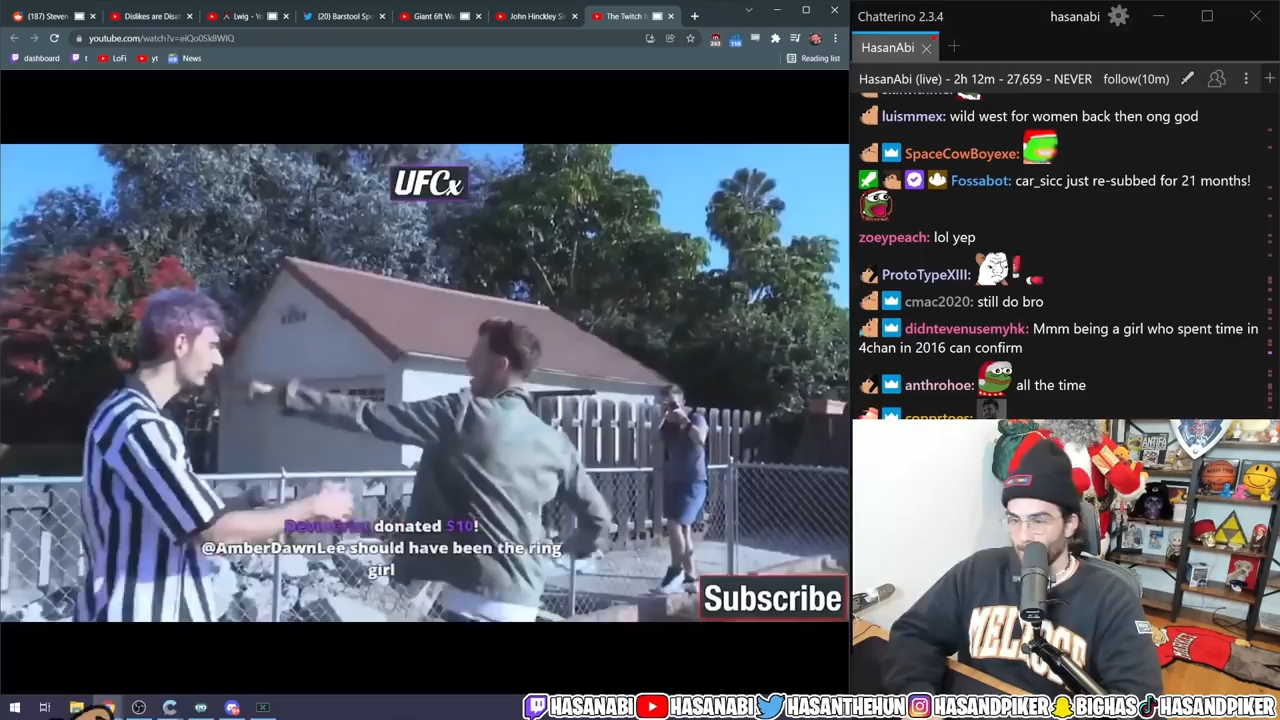 (187) Steven
Dislikes are Disa
Lwig - Yo
(20) Barstool Spo
Giant 6ft Wa
John Hinckley Sk
The Twitch
youtube.com/watch?v=eiQo0Sk8WIQ
dashboard
t
LoFi
yt
News
Reading list
UFCx
donated $10!
@AmberDawnLee should have been the ring
girl
Subscribe
Chatterino 2.3.4
hasanabi
HasanAbi
HasanAbi (live) - 2h 12m - 27,659 - NEVER follow(10m)
luismmex: wild west for women back then ong god
SpaceCowBoyexe:
Fossabot: car_sicc just re-subbed for 21 months!
zoeypeach: lol yep
ProtoTypeXIII:
cmac2020: still do bro
didntevenusemyhk: Mmm being a girl who spent time in
4chan in 2016 can confirm
anthrohoe: all the time
ANTIFA
MELROSE
HASANABI HASANABI HASANTHEHUN HASANDPIKER BIGHAS HASANDPIKER